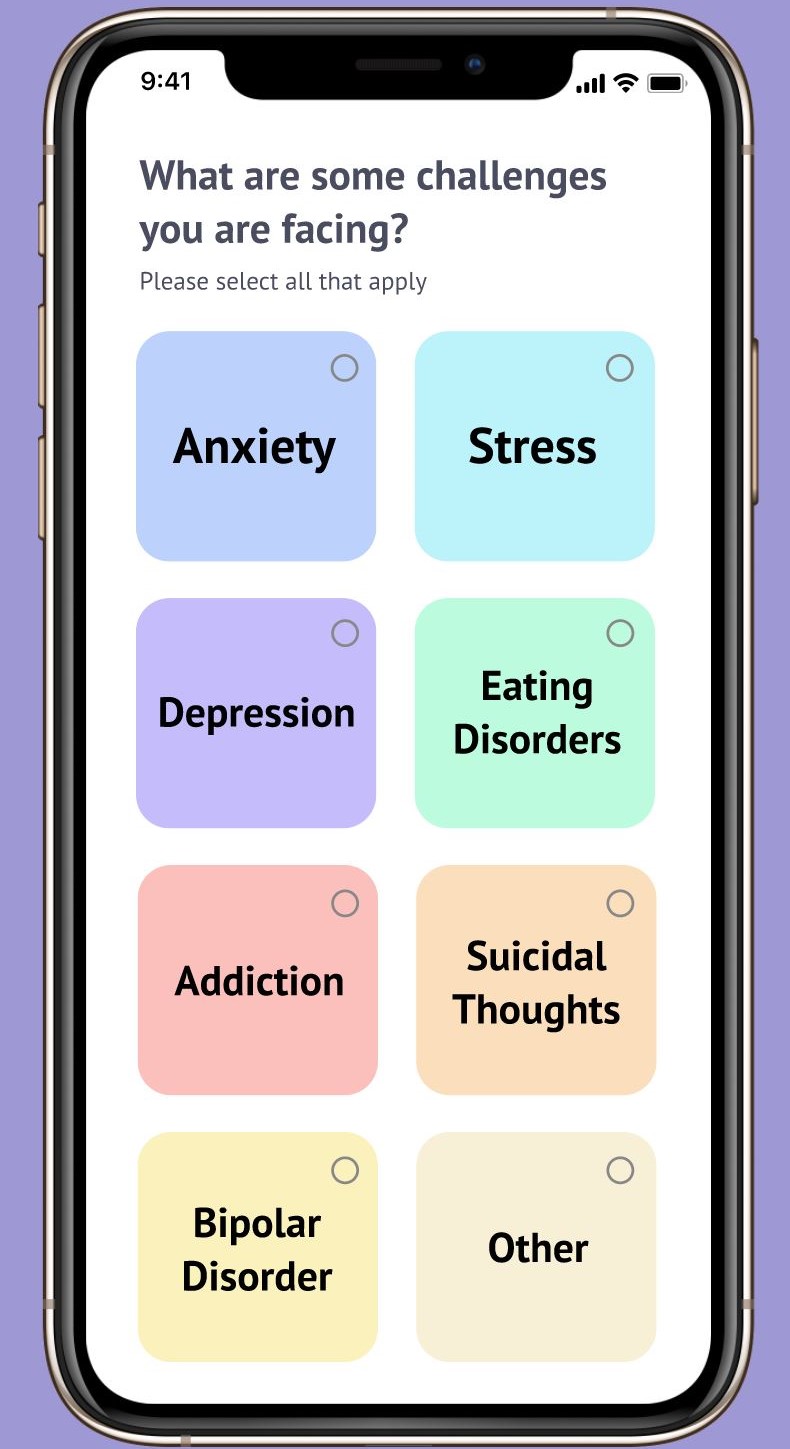 9:41
What are some challenges
you are facing?
Please select all that apply
Anxiety
Stress
Depression
Eating
Disorders
Addiction
Suicidal
Thoughts
Bipolar
Disorder
Other